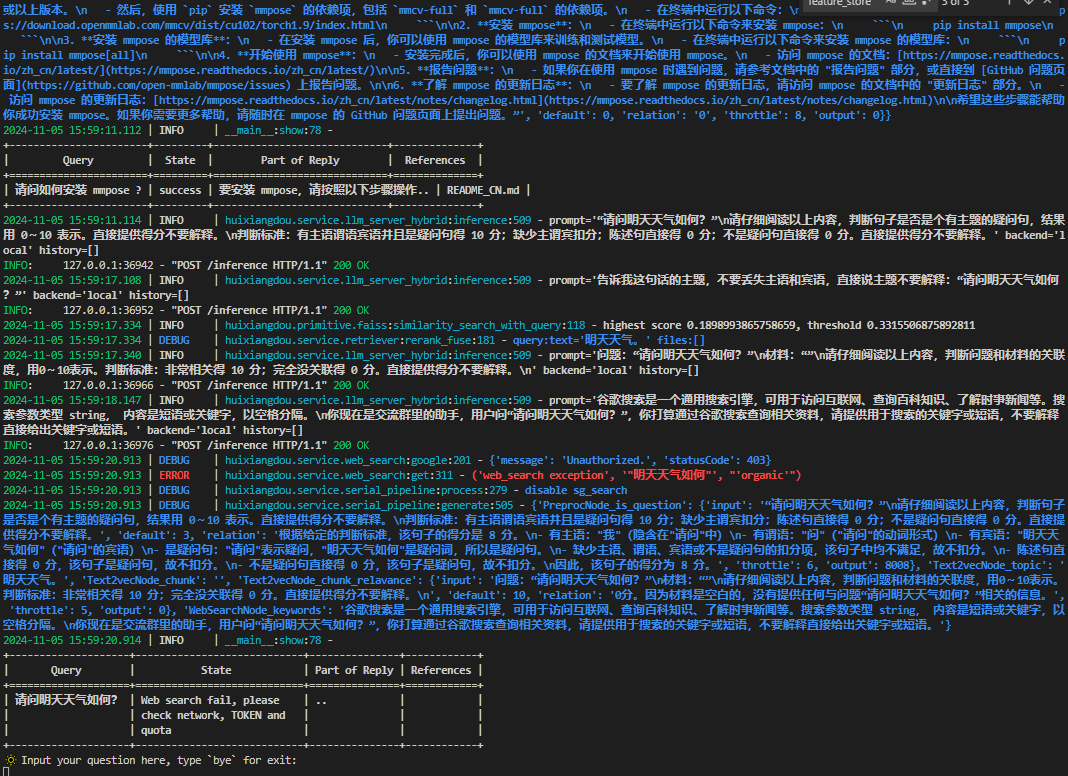 feature_store 3 of 5
或以上版本。\n   - 然后，使用 `pip` 安装 `mmpose` 的依赖项，包括 `mmcv-full` 和 `mmcv-full` 的依赖项。\n   - 在终端中运行以下命令：\n     ```\n     p
s://download.openmmlab.com/mmcv/dist/cu102/torch1.9/index.html\n     ```\n\n2. **安装 mmpose**：\n   - 在终端中运行以下命令来安装 mmpose：\n     ```\n     pip install mmpose\n
   ```\n\n3. **安装 mmpose 的模型库**：\n   - 在安装 mmpose 后，你可以使用 mmpose 的模型库来训练和测试模型。\n   - 在终端中运行以下命令来安装 mmpose 的模型库：\n     ```\n     p
ip install mmpose[all]\n     ```\n\n4. **开始使用 mmpose**：\n   - 安装完成后，你可以使用 mmpose 的文档来开始使用 mmpose。\n   - 访问 mmpose 的文档：[https://mmpose.readthedocs.
io/zh_cn/latest/](https://mmpose.readthedocs.io/zh_cn/latest/)\n\n5. **报告问题**：\n   - 如果你在使用 mmpose 时遇到问题，请参考文档中的 "报告问题" 部分，或直接到 [GitHub 问题页
面](https://github.com/open-mmlab/mmpose/issues) 上报告问题。\n\n6. **了解 mmpose 的更新日志**：\n   - 要了解 mmpose 的更新日志，请访问 mmpose 的文档中的 "更新日志" 部分。\n   -
 访问 mmpose 的更新日志：[https://mmpose.readthedocs.io/zh_cn/latest/notes/changelog.html](https://mmpose.readthedocs.io/zh_cn/latest/notes/changelog.html)\n\n希望这些步骤能帮助
你成功安装 mmpose。如果你需要更多帮助，请随时在 mmpose 的 GitHub 问题页面上提出问题。”', 'default': 0, 'relation': '0', 'throttle': 8, 'output': 0}}
2024-11-05 15:59:11.112 | INFO     | __main__:show:78 -
| Query | State | Part of Reply | References |
| 请问如何安装 mmpose ? | success | 要安装 mmpose，请按照以下步骤操作.. | README_CN.md |
2024-11-05 15:59:11.114 | INFO     | huixiangdou.service.llm_server_hybrid:inference:509 - prompt='“请问明天天气如何？”\n请仔细阅读以上内容，判断句子是否是个有主题的疑问句，结果
用 0～10 表示。直接提供得分不要解释。\n判断标准：有主语谓语宾语并且是疑问句得 10 分；缺少主谓宾扣分；陈述句直接得 0 分；不是疑问句直接得 0 分。直接提供得分不要解释。' backend='l
ocal' history=[]
INFO:     127.0.0.1:36942 - "POST /inference HTTP/1.1" 200 OK
2024-11-05 15:59:17.108 | INFO     | huixiangdou.service.llm_server_hybrid:inference:509 - prompt='告诉我这句话的主题，不要丢失主语和宾语，直接说主题不要解释：“请问明天天气如何
？”' backend='local' history=[]
INFO:     127.0.0.1:36952 - "POST /inference HTTP/1.1" 200 OK
2024-11-05 15:59:17.334 | INFO     | huixiangdou.primitive.faiss:similarity_search_with_query:118 - highest score 0.1898993865758659, threshold 0.3315506875892811
2024-11-05 15:59:17.334 | DEBUG    | huixiangdou.service.retriever:rerank_fuse:181 - query:text='明天天气。' files:[]
2024-11-05 15:59:17.340 | INFO     | huixiangdou.service.llm_server_hybrid:inference:509 - prompt='问题：“请问明天天气如何？”\n材料：“”\n请仔细阅读以上内容，判断问题和材料的关联
度，用0～10表示。判断标准：非常相关得 10 分；完全没关联得 0 分。直接提供得分不要解释。\n' backend='local' history=[]
INFO:     127.0.0.1:36966 - "POST /inference HTTP/1.1" 200 OK
2024-11-05 15:59:18.147 | INFO     | huixiangdou.service.llm_server_hybrid:inference:509 - prompt='谷歌搜索是一个通用搜索引擎，可用于访问互联网、查询百科知识、了解时事新闻等。搜
索参数类型 string， 内容是短语或关键字，以空格分隔。\n你现在是交流群里的助手，用户问“请问明天天气如何？”，你打算通过谷歌搜索查询相关资料，请提供用于搜索的关键字或短语，不要解释
直接给出关键字或短语。' backend='local' history=[]
INFO:     127.0.0.1:36976 - "POST /inference HTTP/1.1" 200 OK
2024-11-05 15:59:20.913 | DEBUG    | huixiangdou.service.web_search:google:201 - {'message': 'Unauthorized.', 'statusCode': 403}
2024-11-05 15:59:20.913 | ERROR    | huixiangdou.service.web_search:get:311 - ('web_search exception', '"明天天气如何"', "'organic'")
2024-11-05 15:59:20.913 | DEBUG    | huixiangdou.service.serial_pipeline:process:279 - disable sg_search
2024-11-05 15:59:20.913 | DEBUG    | huixiangdou.service.serial_pipeline:generate:505 - {'PreprocNode_is_question': {'input': '“请问明天天气如何？”\n请仔细阅读以上内容，判断句子
是否是个有主题的疑问句，结果用 0～10 表示。直接提供得分不要解释。\n判断标准：有主语谓语宾语并且是疑问句得 10 分；缺少主谓宾扣分；陈述句直接得 0 分；不是疑问句直接得 0 分。直接提
供得分不要解释。', 'default': 3, 'relation': '根据给定的判断标准，该句子的得分是 8 分。\n- 有主语："我"（隐含在"请问"中）\n- 有谓语："问"（"请问"的动词形式）\n- 有宾语："明天天
气如何"（"请问"的宾语）\n- 是疑问句："请问"表示疑问，"明天天气如何"是疑问词，所以是疑问句。\n- 缺少主语、谓语、宾语或不是疑问句的扣分项，该句子中均不满足，故不扣分。\n- 陈述句直
接得 0 分，该句子是疑问句，故不扣分。\n- 不是疑问句直接得 0 分，该句子是疑问句，故不扣分。\n因此，该句子的得分为 8 分。', 'throttle': 6, 'output': 8008}, 'Text2vecNode_topic': '
明天天气。', 'Text2vecNode_chunk': '', 'Text2vecNode_chunk_relavance': {'input': '问题：“请问明天天气如何？”\n材料：“”\n请仔细阅读以上内容，判断问题和材料的关联度，用0～10表示。
判断标准：非常相关得 10 分；完全没关联得 0 分。直接提供得分不要解释。\n', 'default': 10, 'relation': '0分。因为材料是空白的，没有提供任何与问题“请问明天天气如何？”相关的信息。',
 'throttle': 5, 'output': 0}, 'WebSearchNode_keywords': '谷歌搜索是一个通用搜索引擎，可用于访问互联网、查询百科知识、了解时事新闻等。搜索参数类型 string， 内容是短语或关键字，以
空格分隔。\n你现在是交流群里的助手，用户问“请问明天天气如何？”，你打算通过谷歌搜索查询相关资料，请提供用于搜索的关键字或短语，不要解释直接给出关键字或短语。'}
2024-11-05 15:59:20.914 | INFO     | __main__:show:78 -
| Query | State | Part of Reply | References |
| 请问明天天气如何？ | Web search fail, please | .. | |
| | check network, TOKEN and | | |
| | quota | | |
🔆 Input your question here, type `bye` for exit: